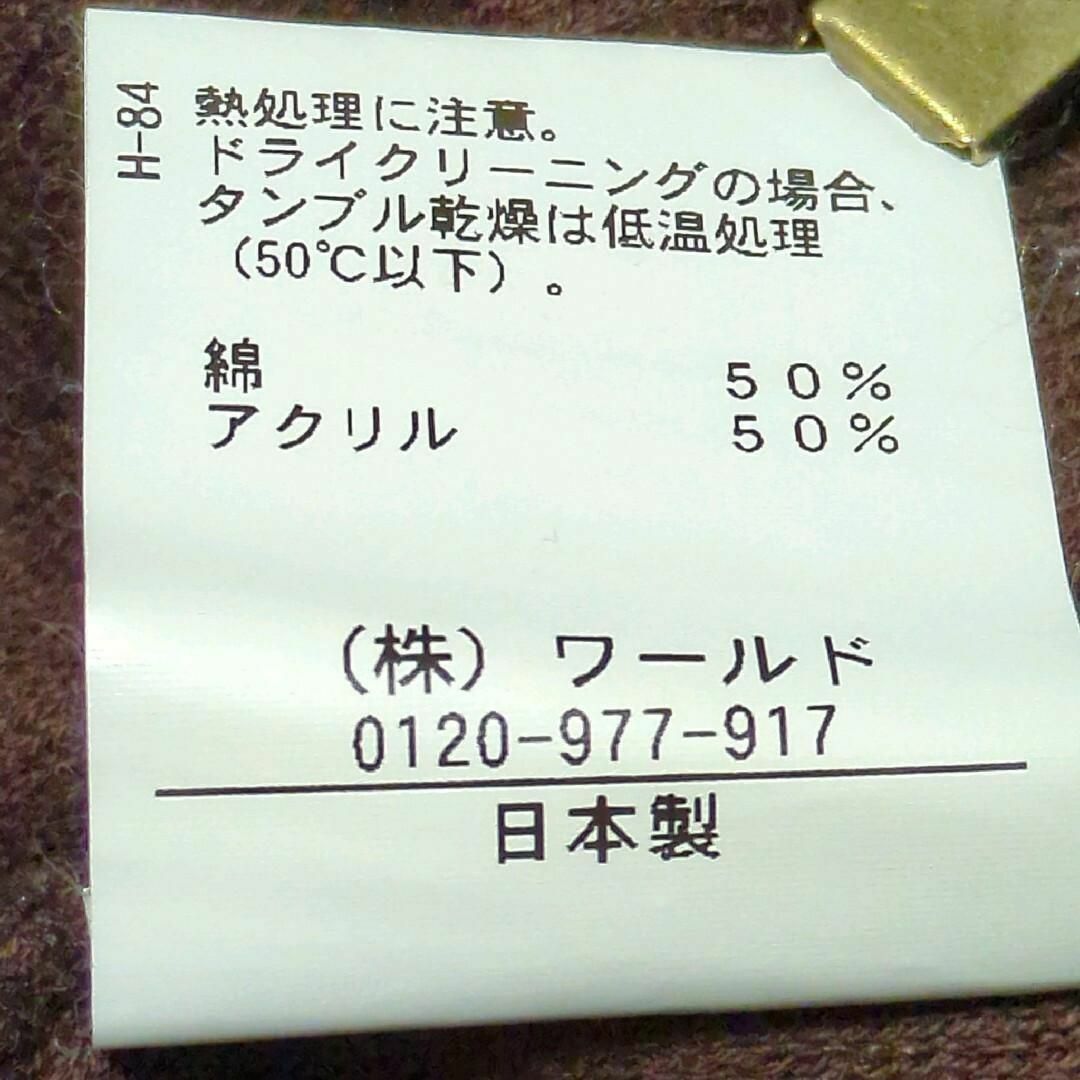 H-84
熱処理に注意。
ドライクリーニングの場合、
タンブル乾燥は低温処理
(50℃以下)。
綿 50%
アクリル 50%
(株) ワールド
0120-977-917
日本製